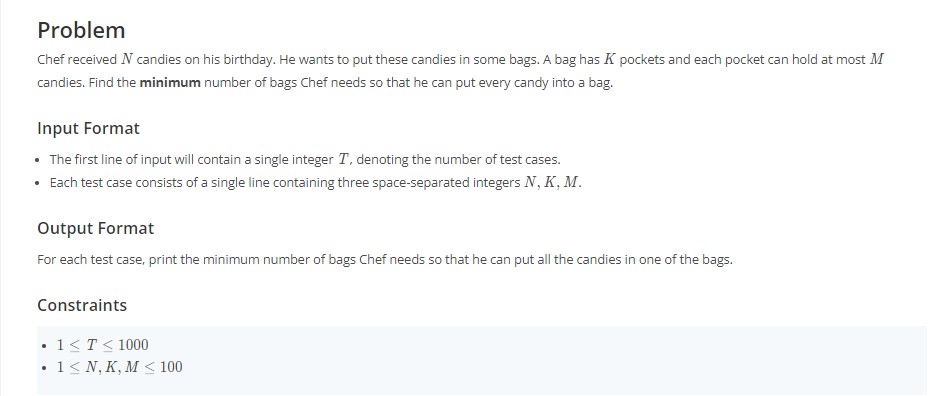 Problem
Chef received N candies on his birthday. He wants to put these candies in some bags. A bag has K pockets and each pocket can hold at most M
candies. Find the minimum number of bags Chef needs so that he can put every candy into a bag.
Input Format
• The first line of input will contain a single integer T, denoting the number of test cases.
• Each test case consists of a single line containing three space-separated integers N, K, M.
Output Format
For each test case, print the minimum number of bags Chef needs so that he can put all the candies in one of the bags.
Constraints
• 1 ≤ T ≤ 1000
• 1 ≤ N, K, M ≤ 100